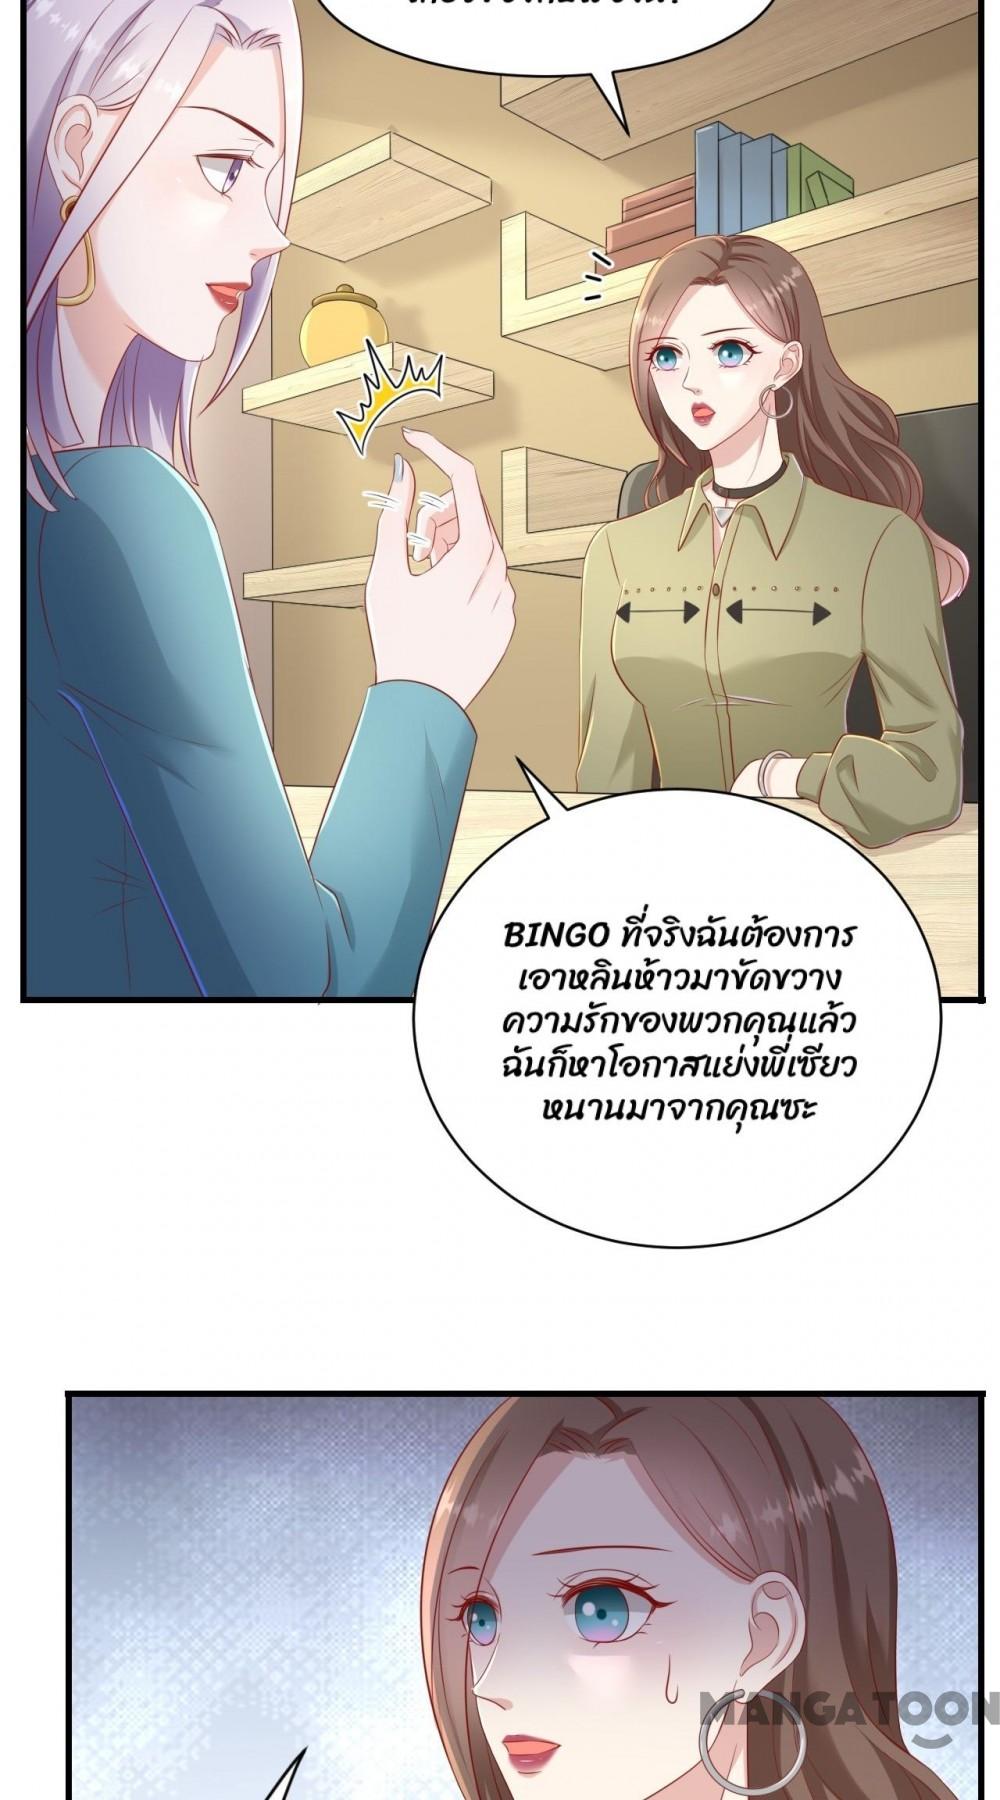 BINGO ที่จริงฉันต้องการ
เอาหลินห้าวมาขัดขวาง
ความรักของพวกคุณแล้ว
ฉันก็หาโอกาสแย่งพี่เซียว
หนานมาจากคุณซะ
MANGATOON